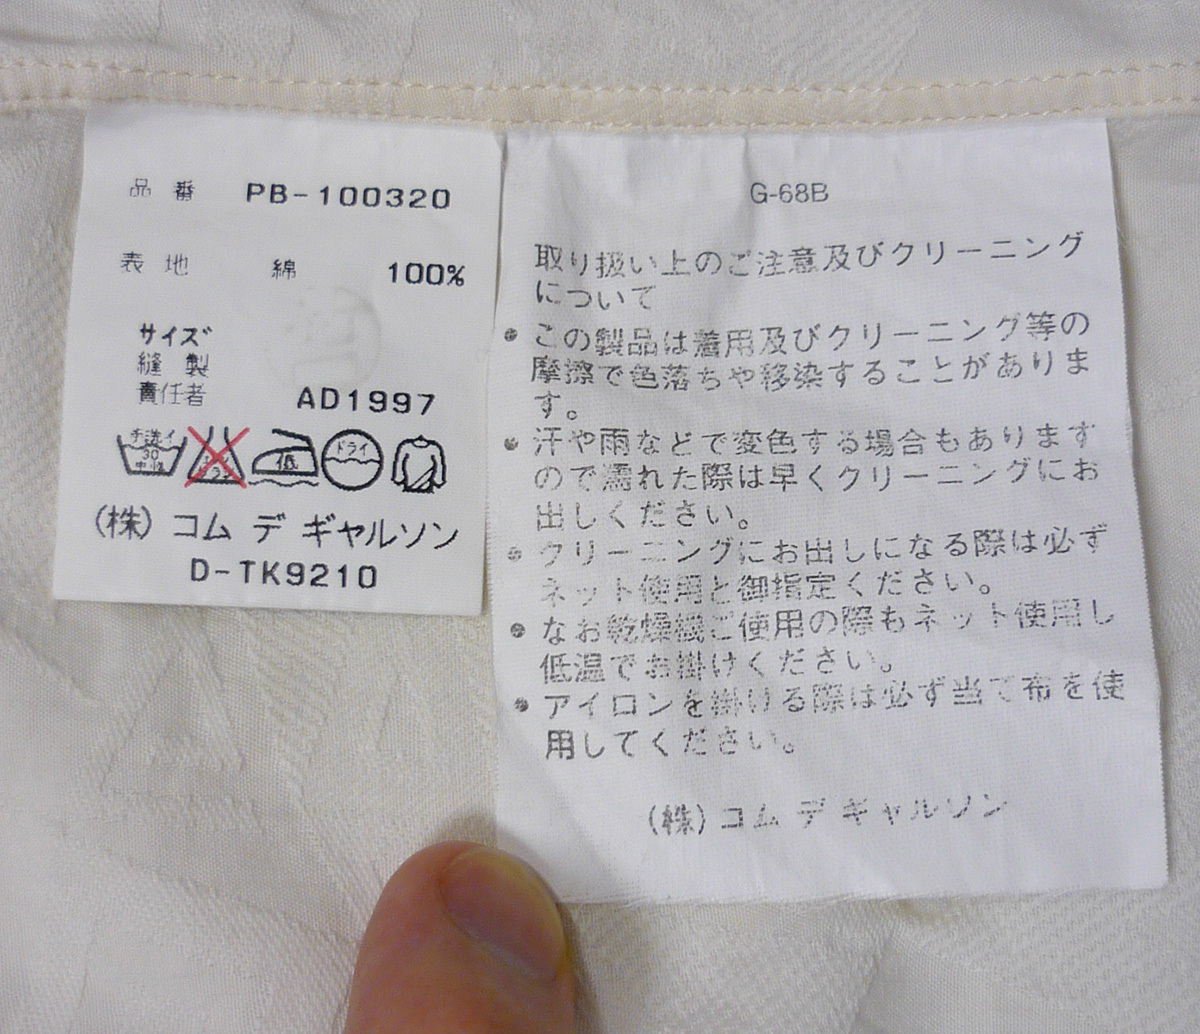 品番 PB-100320
表地 綿 100%
サイズ
縫製
責任者 AD1997
手洗イ
30
中性
低
ドライ
(株) コム デ ギャルソン
D-TK9210
G-68B
取り扱い上のご注意及びクリーニング
について
● この製品は着用及びクリーニング等の
摩擦で色落ちや移染することがありま
す。
● 汗や雨などで変色する場合もあります
ので濡れた際は早くクリーニングにお
出しください。
● クリーニングにお出しになる際は必ず
ネット使用と御指定ください。
● なお乾燥機ご使用の際もネット使用し
低温でお掛けください。
● アイロンを掛ける際は必ず当て布を使
用してください。
(株) コム デ ギャルソン